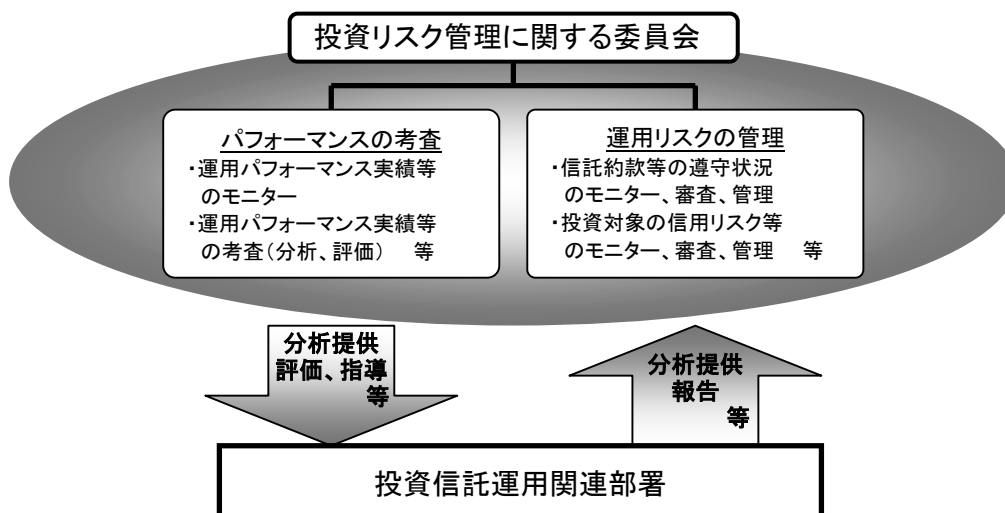 投資リスク管理に関する委員会
パフォーマンスの考査
・運用パフォーマンス実績等
のモニター
・運用パフォーマンス実績等
の考査(分析、評価) 等
運用リスクの管理
・信託約款等の遵守状況
のモニター、審査、管理
・投資対象の信用リスク等
のモニター、審査、管理 等
分析提供
評価、指導
等
分析提供
報告
等
投資信託運用関連部署